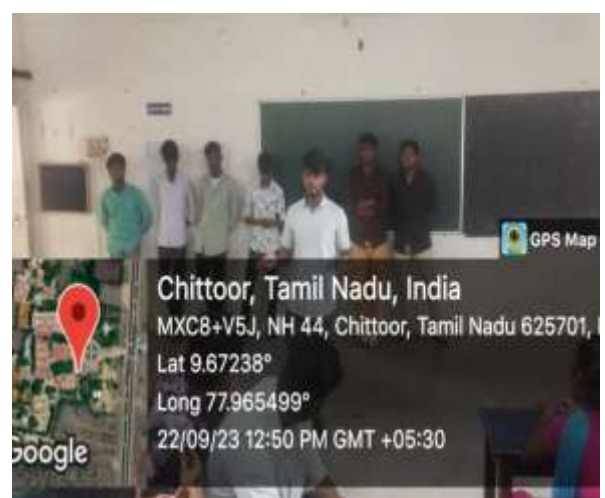 GPS Map
Chittoor, Tamil Nadu, India
MXC8+V5J, NH 44, Chittoor, Tamil Nadu 625701,
Lat 9.67238°
Long 77.965499°
22/09/23 12:50 PM GMT +05:30
Google